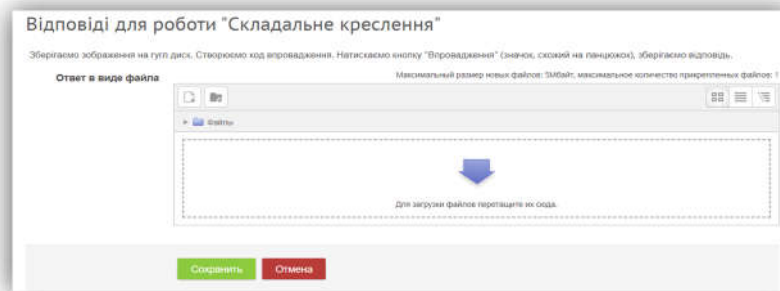 Відповіді для роботи "Складальне креслення"
Зберігаємо зображення на гугл диск. Створюємо код впровадження. Натискаємо кнопку "Впровадження" (значок, схожий на ланцюжок), зберігаємо відповідь.
Ответ в виде файла
Максимальный размер новых файлов: 5Мбайт, максимальное количество прикрепленных файлов: 1
Файлы
Для загрузки файлов перетащите их сюда.
Сохранить
Отмена